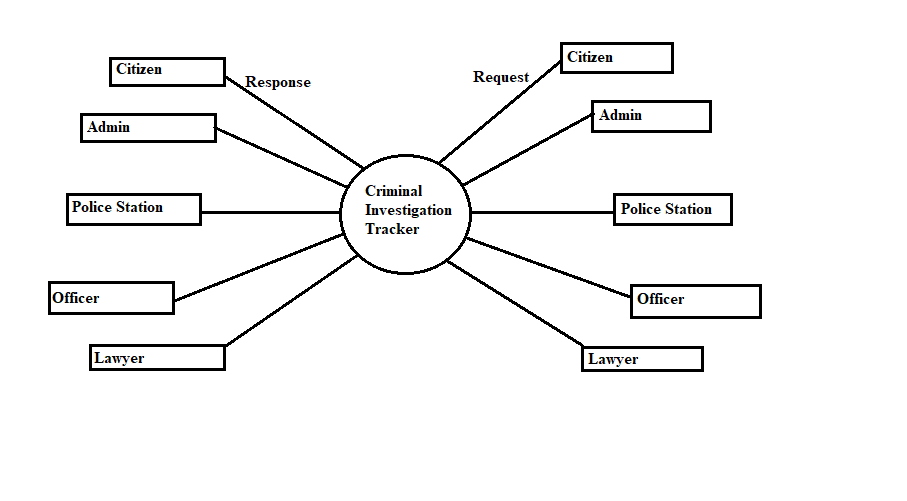 Citizen
Response
Admin
Police Station
Officer
Lawyer
Criminal
Investigation
Tracker
Request
Citizen
Admin
Police Station
Officer
Lawyer